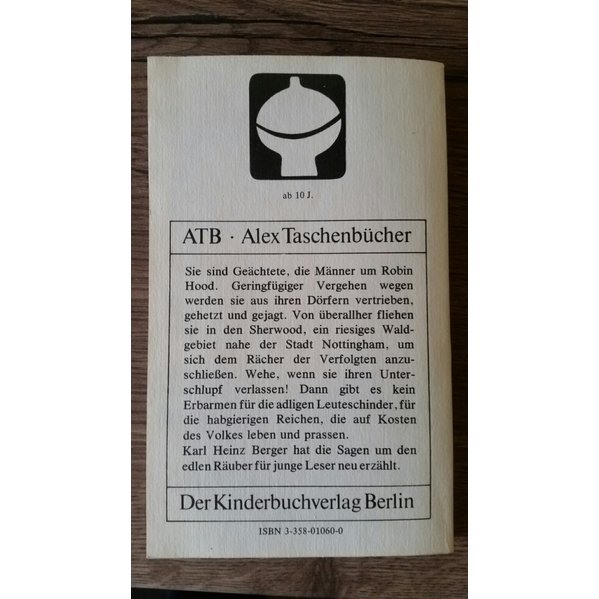 ab 10 J.
ATB · Alex Taschenbücher
Sie sind Geächtete, die Männer um Robin
Hood. Geringfügiger Vergehen wegen
werden sie aus ihren Dörfern vertrieben,
gehetzt und gejagt. Von überallher fliehen
sie in den Sherwood, ein riesiges Wald-
gebiet nahe der Stadt Nottingham, um
sich dem Rächer der Verfolgten anzu-
schließen. Wehe, wenn sie ihren Unter-
schlupf verlassen! Dann gibt es kein
Erbarmen für die adligen Leuteschinder, für
die habgierigen Reichen, die auf Kosten
des Volkes leben und prassen.
Karl Heinz Berger hat die Sagen um den
edlen Räuber für junge Leser neu erzählt.
Der Kinderbuchverlag Berlin
ISBN 3-358-01060-0